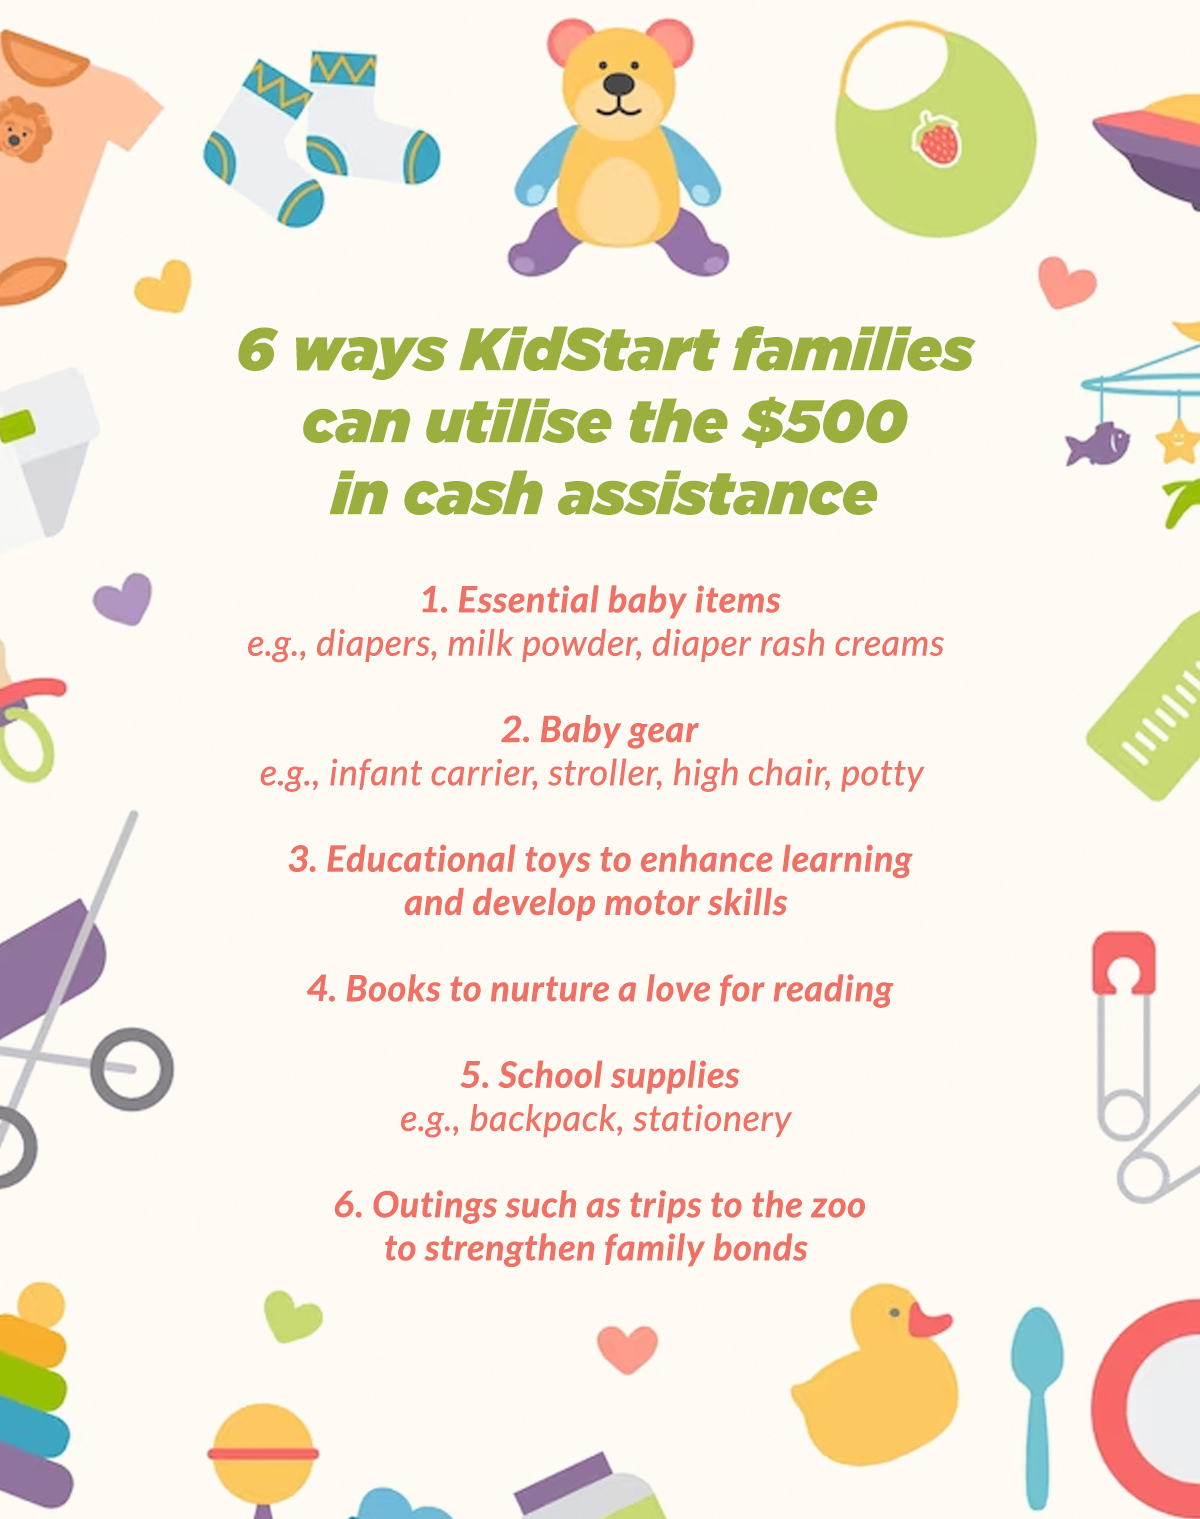 6 ways KidStart families
can utilise the $500
in cash assistance
1. Essential baby items
e.g., diapers, milk powder, diaper rash creams
2. Baby gear
e.g., infant carrier, stroller, high chair, potty
3. Educational toys to enhance learning
and develop motor skills
4. Books to nurture a love for reading
5. School supplies
e.g., backpack, stationery
6. Outings such as trips to the zoo
to strengthen family bonds